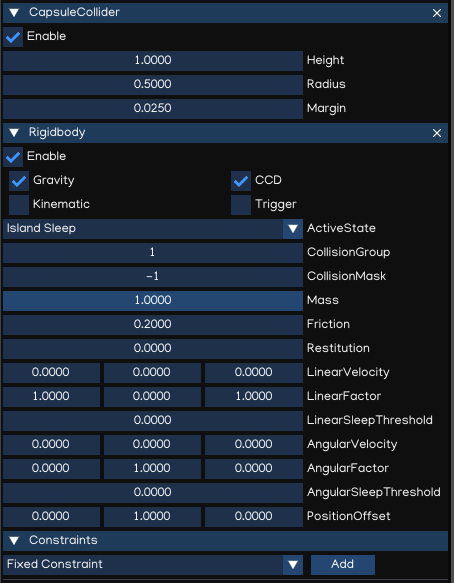 CapsuleCollider
Enable
1.0000 Height
0.5000 Radius
0.0250 Margin
Rigidbody
Enable
Gravity CCD
Kinematic Trigger
Island Sleep ActiveState
1 CollisionGroup
-1 CollisionMask
1.0000 Mass
0.2000 Friction
0.0000 Restitution
0.0000 0.0000 0.0000 LinearVelocity
1.0000 0.0000 1.0000 LinearFactor
0.0000 LinearSleepThreshold
0.0000 0.0000 0.0000 AngularVelocity
0.0000 1.0000 0.0000 AngularFactor
0.0000 AngularSleepThreshold
0.0000 1.0000 0.0000 PositionOffset
Constraints
Fixed Constraint Add